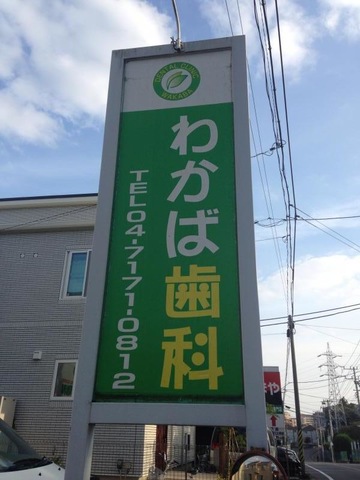 DENTAL CLINIC
WAKABA
わかば歯科
TEL04-7171-0812